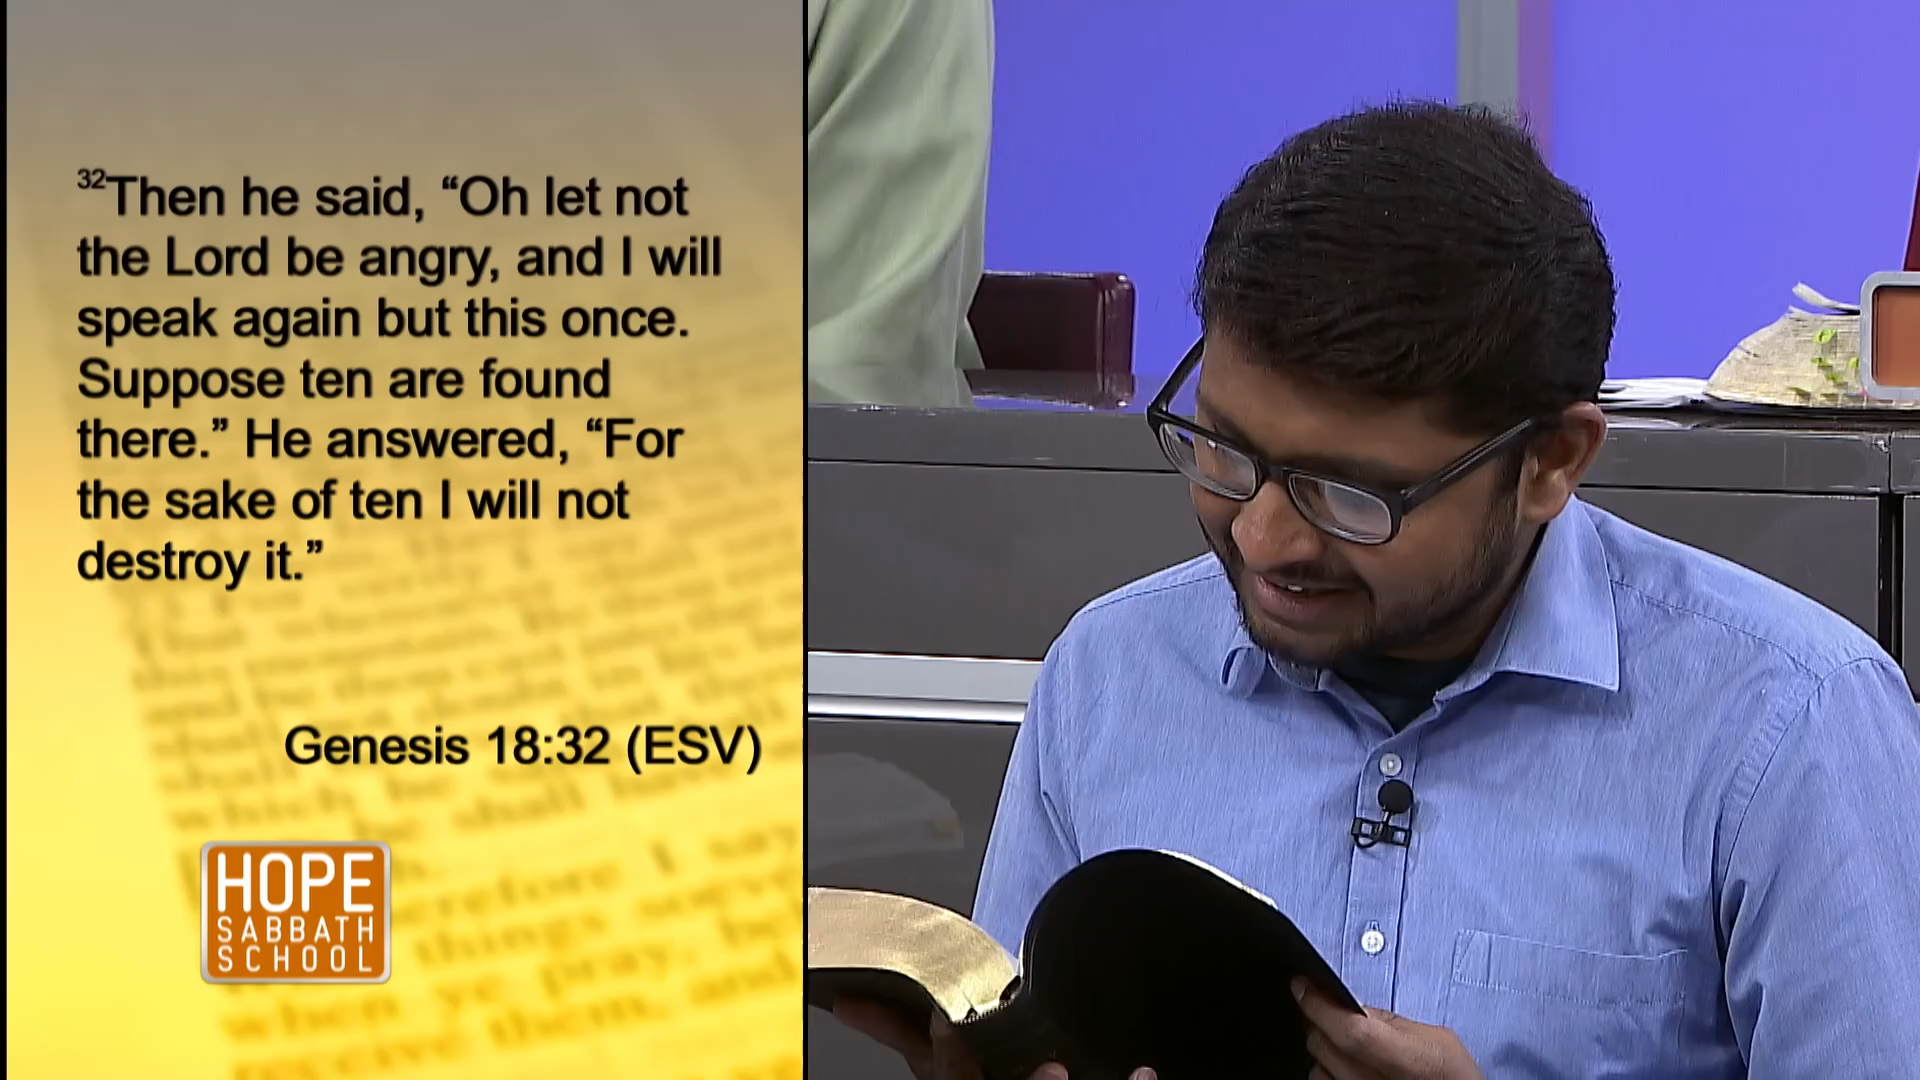 ³²Then he said, “Oh let not
the Lord be angry, and I will
speak again but this once.
Suppose ten are found
there.” He answered, “For
the sake of ten I will not
destroy it.”
Genesis 18:32 (ESV)
HOPE
SABBATH
SCHOOL